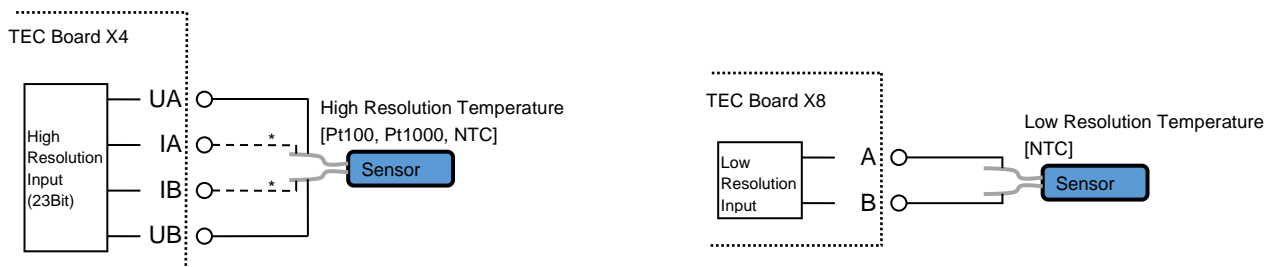 TEC Board X4
High
Resolution
Input
(23Bit)
UA
IA
IB
UB
*
*
High Resolution Temperature
[Pt100, Pt1000, NTC]
Sensor
TEC Board X8
Low
Resolution
Input
A
B
Low Resolution Temperature
[NTC]
Sensor